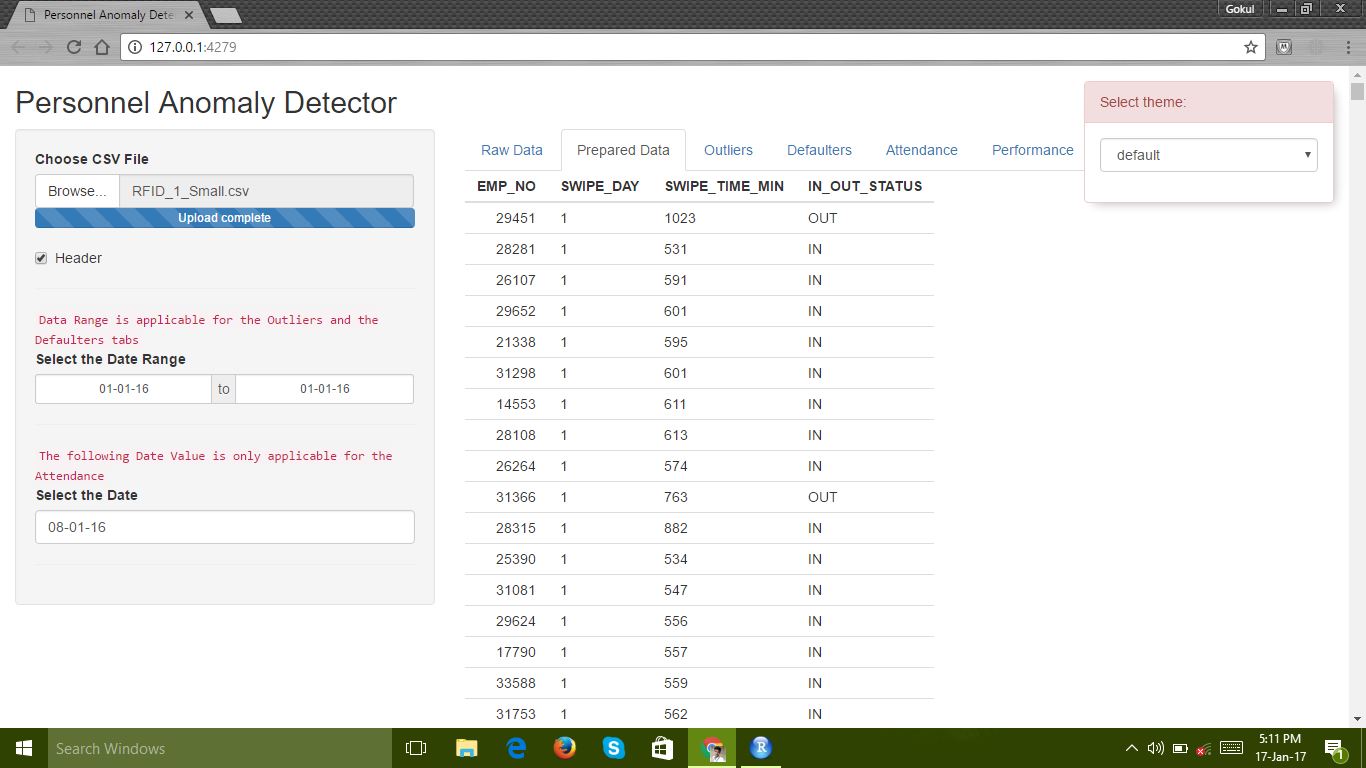 Personnel Anomaly Dete
Gokul
127.0.0.1:4279
Personnel Anomaly Detector
Select theme:
default
Choose CSV File
Browse... RFID_1_Small.csv
Upload complete
Header
Data Range is applicable for the Outliers and the
Defaulters tabs
Select the Date Range
01-01-16 to 01-01-16
The following Date Value is only applicable for the
Attendance
Select the Date
08-01-16
Raw Data Prepared Data Outliers Defaulters Attendance Performance
EMP_NO SWIPE_DAY SWIPE_TIME_MIN IN_OUT_STATUS
29451 1 1023 OUT
28281 1 531 IN
26107 1 591 IN
29652 1 601 IN
21338 1 595 IN
31298 1 601 IN
14553 1 611 IN
28108 1 613 IN
26264 1 574 IN
31366 1 763 OUT
28315 1 882 IN
25390 1 534 IN
31081 1 547 IN
29624 1 556 IN
17790 1 557 IN
33588 1 559 IN
31753 1 562 IN
Search Windows
5:11 PM
17-Jan-17
1